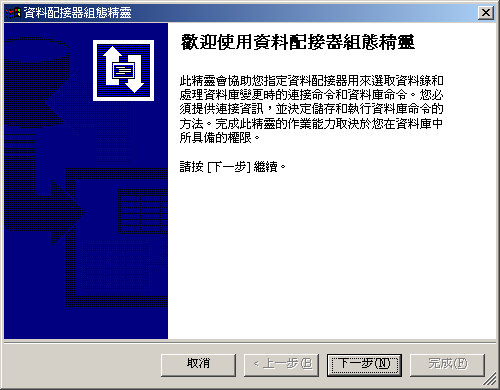 資料配接器組態精靈
歡迎使用資料配接器組態精靈
此精靈會協助您指定資料配接器用來選取資料錄和
處理資料庫變更時的連接命令和資料庫命令。您必
須提供連接資訊，並決定儲存和執行資料庫命令的
方法。完成此精靈的作業能力取決於您在資料庫中
所具備的權限。
請按 [下一步] 繼續。
取消
< 上一步(B
下一步(N)
完成(F)